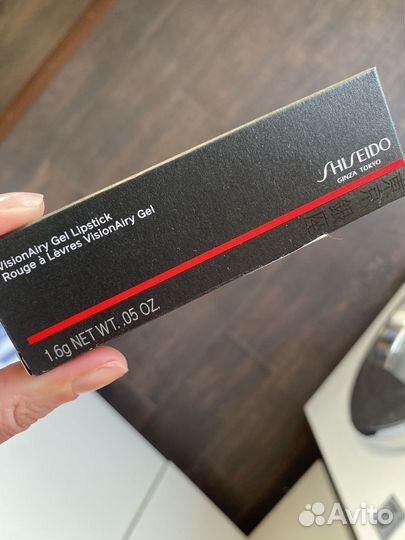 SHISEIDO
GINZA TOKYO
VisionAiry Gel Lipstick
Rouge à Lèvres VisionAiry Gel
1.6g NET WT. .05 OZ.
Avito